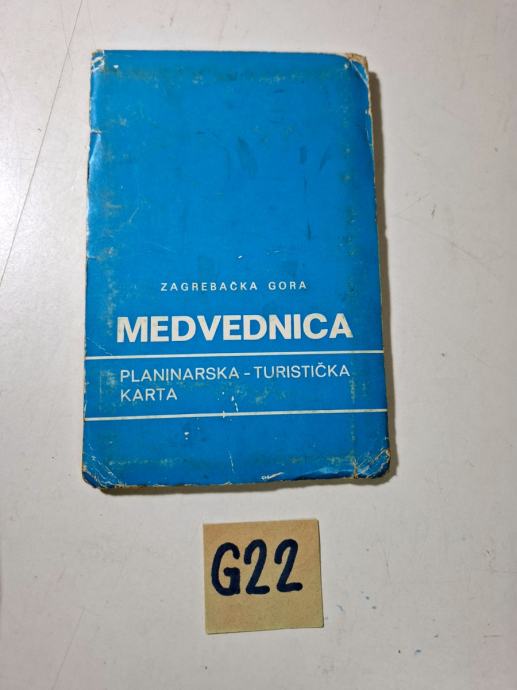 ZAGREBAČKA GORA
MEDVEDNICA
PLANINARSKA - TURISTIČKA
KARTA
G22